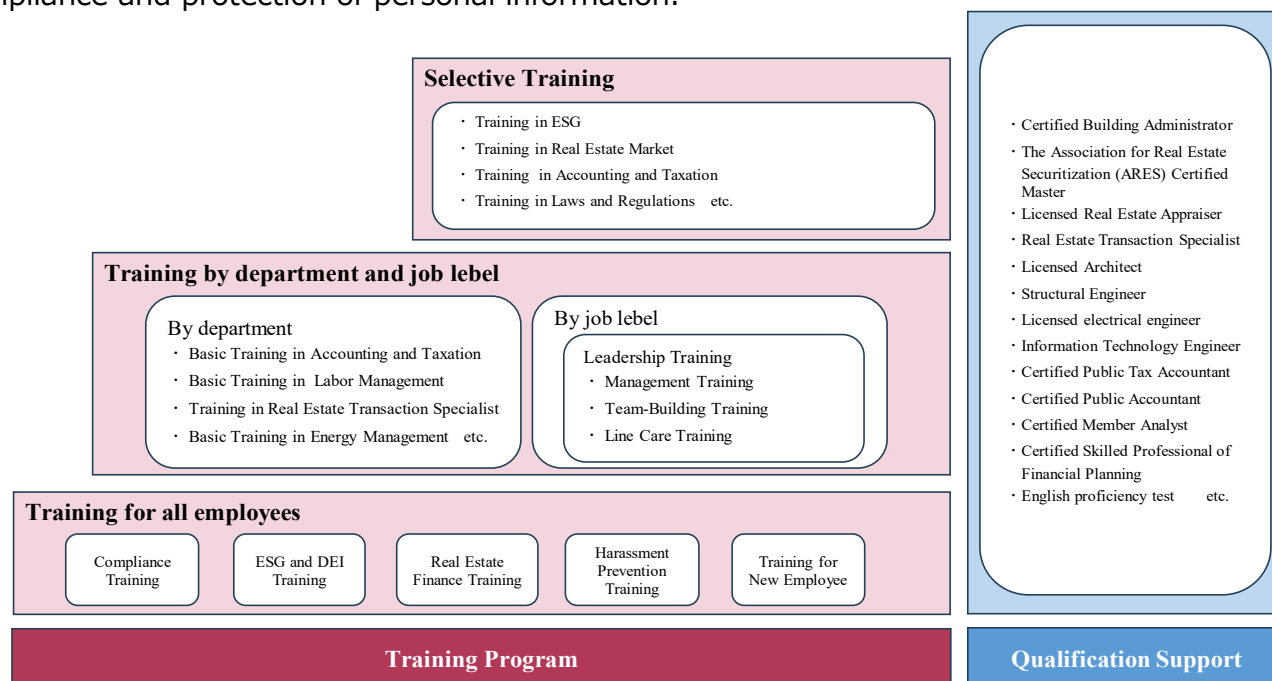 pliance and protection of personal information.
Selective Training
・ Training in ESG
・ Training in Real Estate Market
・ Training in Accounting and Taxation
・ Training in Laws and Regulations etc.
Training by department and job lebel
By department
・ Basic Training in Accounting and Taxation
・ Basic Training in Labor Management
・ Training in Real Estate Transaction Specialist
・ Basic Training in Energy Management etc.
By job lebel
Leadership Training
・ Management Training
・ Team-Building Training
・ Line Care Training
Training for all employees
Compliance
Training
ESG and DEI
Training
Real Estate
Finance Training
Harassment
Prevention
Training
Training for
New Employee
Training Program
・Certified Building Administrator
・The Association for Real Estate
Securitization (ARES) Certified
Master
・Licensed Real Estate Appraiser
・Real Estate Transaction Specialist
・Licensed Architect
・Structural Engineer
・Licensed electrical engineer
・Information Technology Engineer
・Certified Public Tax Accountant
・Certified Public Accountant
・Certified Member Analyst
・Certified Skilled Professional of
Financial Planning
・English proficiency test etc.
Qualification Support